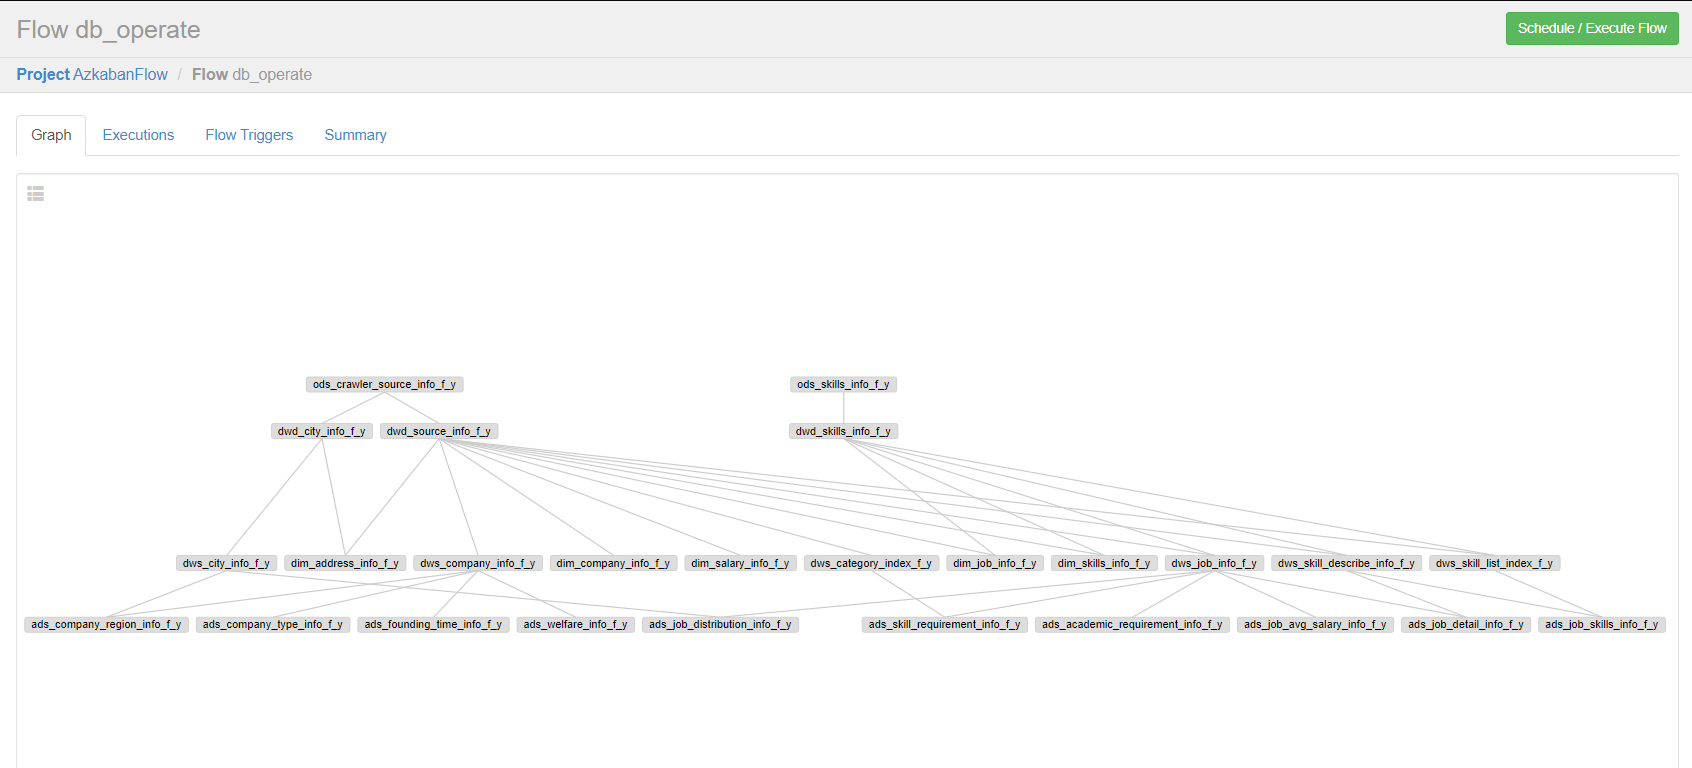 Flow db_operate
Schedule / Execute Flow
Project AzkabanFlow / Flow db_operate
Graph Executions Flow Triggers Summary
ods_crawler_source_info_f_y ods_skills_info_f_y
dwd_city_info_f_y dwd_source_info_f_y dwd_skills_info_f_y
dws_city_info_f_y dim_address_info_f_y dws_company_info_f_y dim_company_info_f_y dim_salary_info_f_y dws_category_index_f_y dim_job_info_f_y dim_skills_info_f_y dws_job_info_f_y dws_skill_describe_info_f_y dws_skill_list_index_f_y
ads_company_region_info_f_y ads_company_type_info_f_y ads_founding_time_info_f_y ads_welfare_info_f_y ads_job_distribution_info_f_y ads_skill_requirement_info_f_y ads_academic_requirement_info_f_y ads_job_avg_salary_info_f_y ads_job_detail_info_f_y ads_job_skills_info_f_y